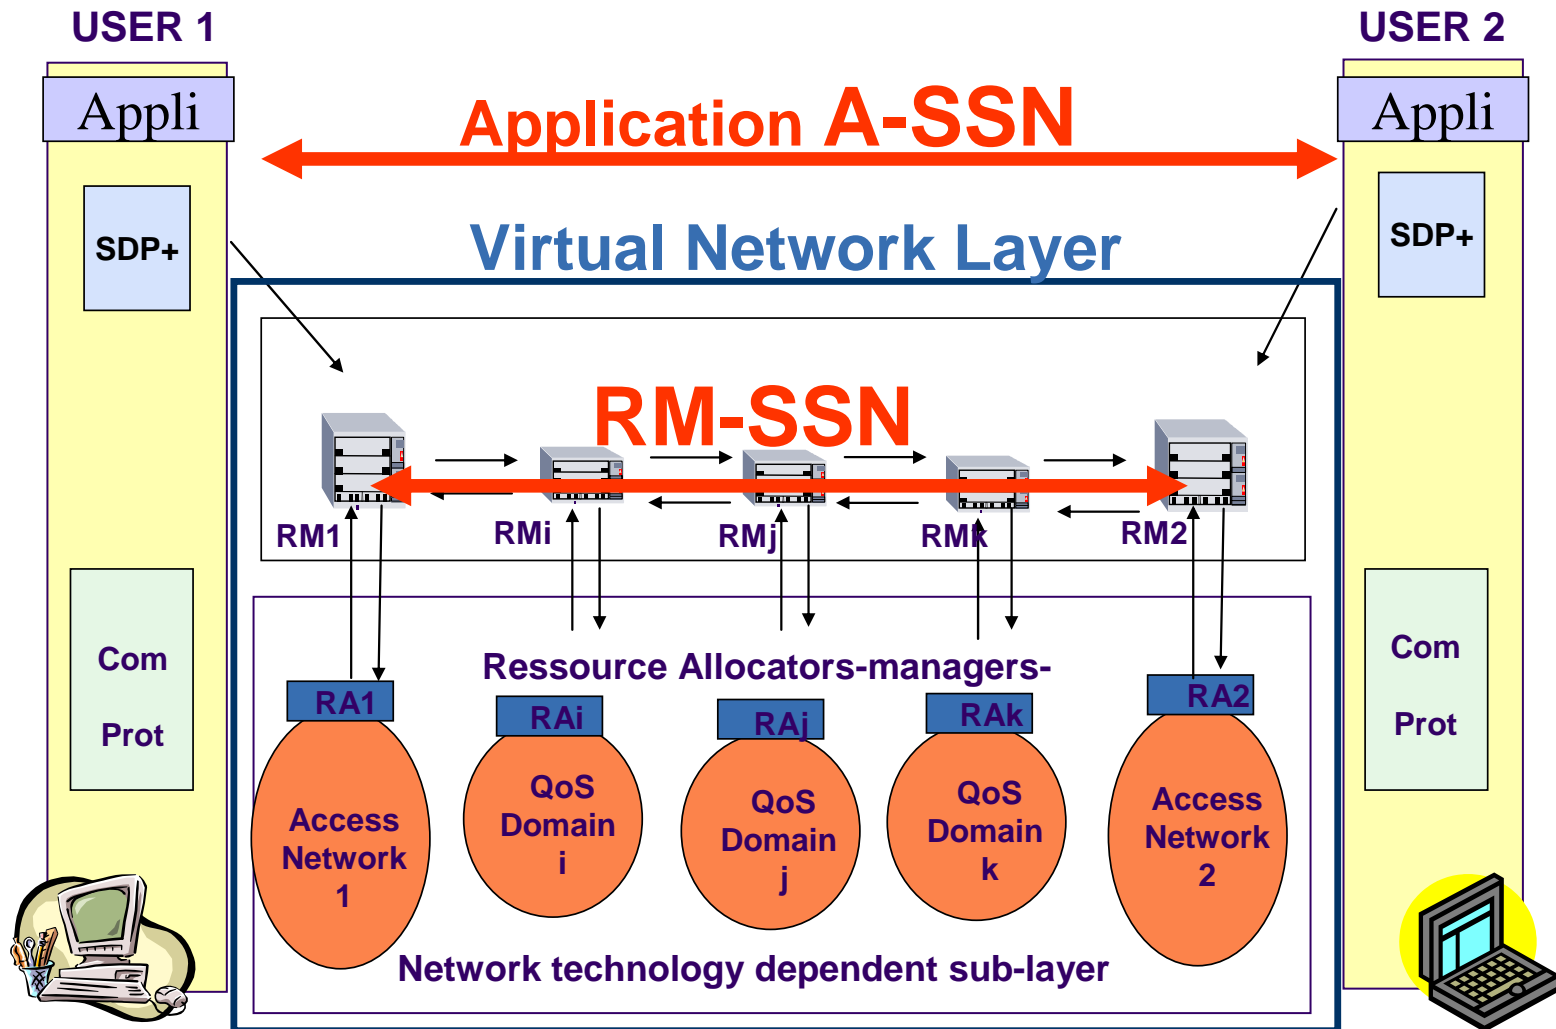 USER 1
USER 2
Appli
Appli
Application A-SSN
SDP+
SDP+
Virtual Network Layer
RM-SSN
RM1
RMi
RMj
RMk
RM2
Com
Prot
Com
Prot
Ressource Allocators-managers-
RA1
RAi
RAj
RAk
RA2
Access
Network
1
QoS
Domain
i
QoS
Domain
j
QoS
Domain
k
Access
Network
2
Network technology dependent sub-layer